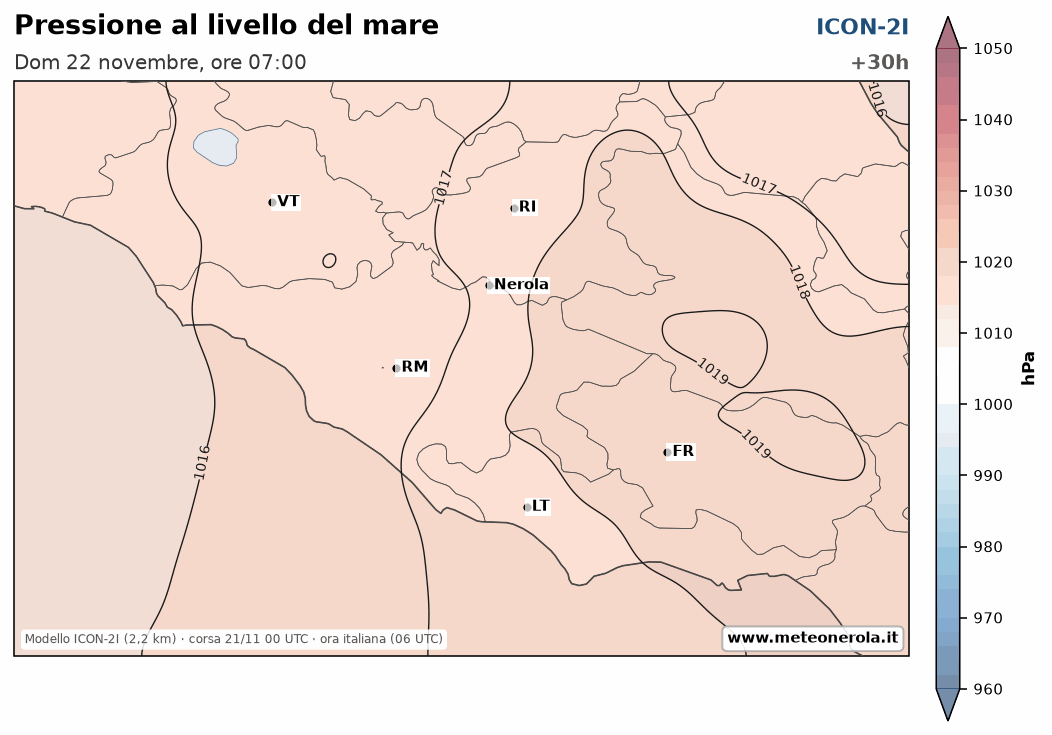 Pressione al livello del mare
ICON-2I
Dom 22 novembre, ore 07:00
+30h
1016
1017
1017
VT
RI
Nerola
1018
RM
1019
1019
1016
FR
LT
Modello ICON-2I (2,2 km) · corsa 21/11 00 UTC · ora italiana (06 UTC)
www.meteonerola.it
1050
1040
1030
1020
1010
1000
990
980
970
960
hPa